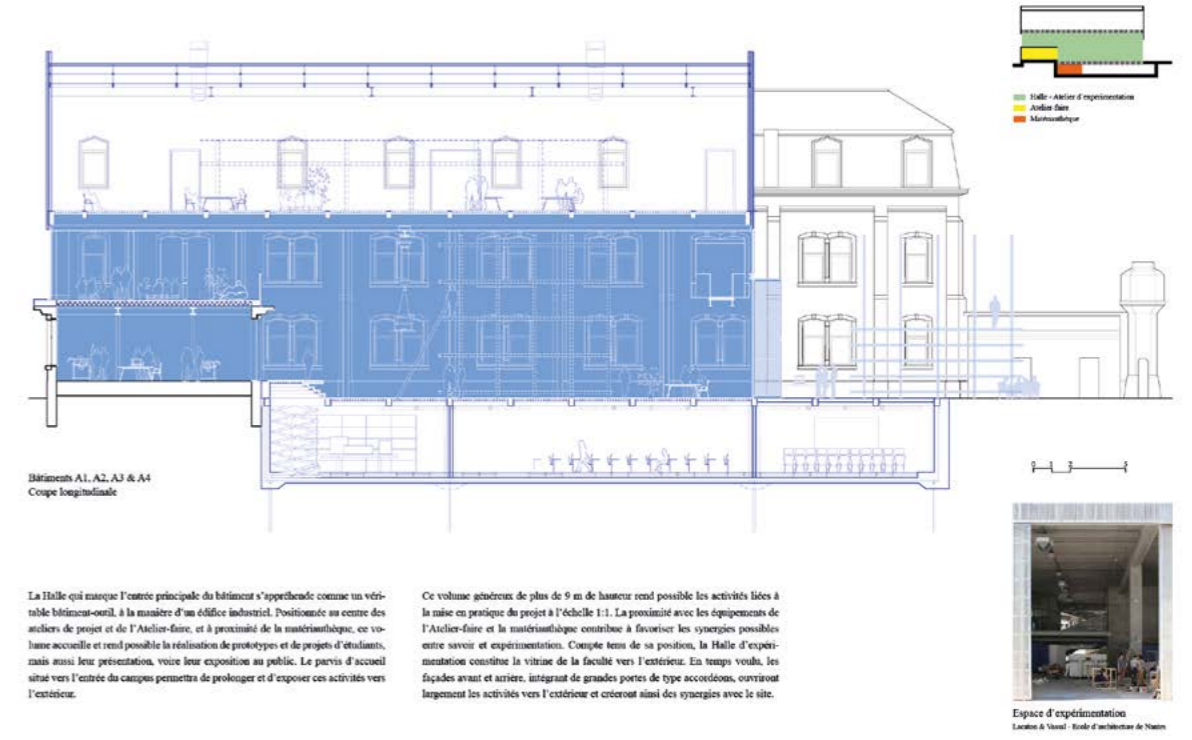 Halle - Atelier d'expérimentation
Atelier-faire
Matériauthèque
Bâtiments A1, A2, A3 & A4
Coupe longitudinale
0 1 2 5
La Halle qui marque l'entrée principale du bâtiment s'appréhende comme un véri-
table bâtiment-outil, à la manière d'un édifice industriel. Positionnée au centre des
ateliers de projet et de l'Atelier-faire, et à proximité de la matériauthèque, ce vo-
lume accueille et rend possible la réalisation de prototypes et de projets d'étudiants,
mais aussi leur présentation, voire leur exposition au public. Le parvis d'accueil
situé vers l'entrée du campus permettra de prolonger et d'exposer ces activités vers
l'extérieur.
Ce volume généreux de plus de 9 m de hauteur rend possible les activités liées à
la mise en pratique du projet à l'échelle 1:1. La proximité avec les équipements de
l'Atelier-faire et la matériauthèque contribue à favoriser les synergies possibles
entre savoir et expérimentation. Compte tenu de sa position, la Halle d'expéri-
mentation constitue la vitrine de la faculté vers l'extérieur. En temps voulu, les
façades avant et arrière, intégrant de grandes portes de type accordéons, ouvriront
largement les activités vers l'extérieur et créeront ainsi des synergies avec le site.
Espace d'expérimentation
Lacaton & Vassal - Ecole d'architecture de Nantes